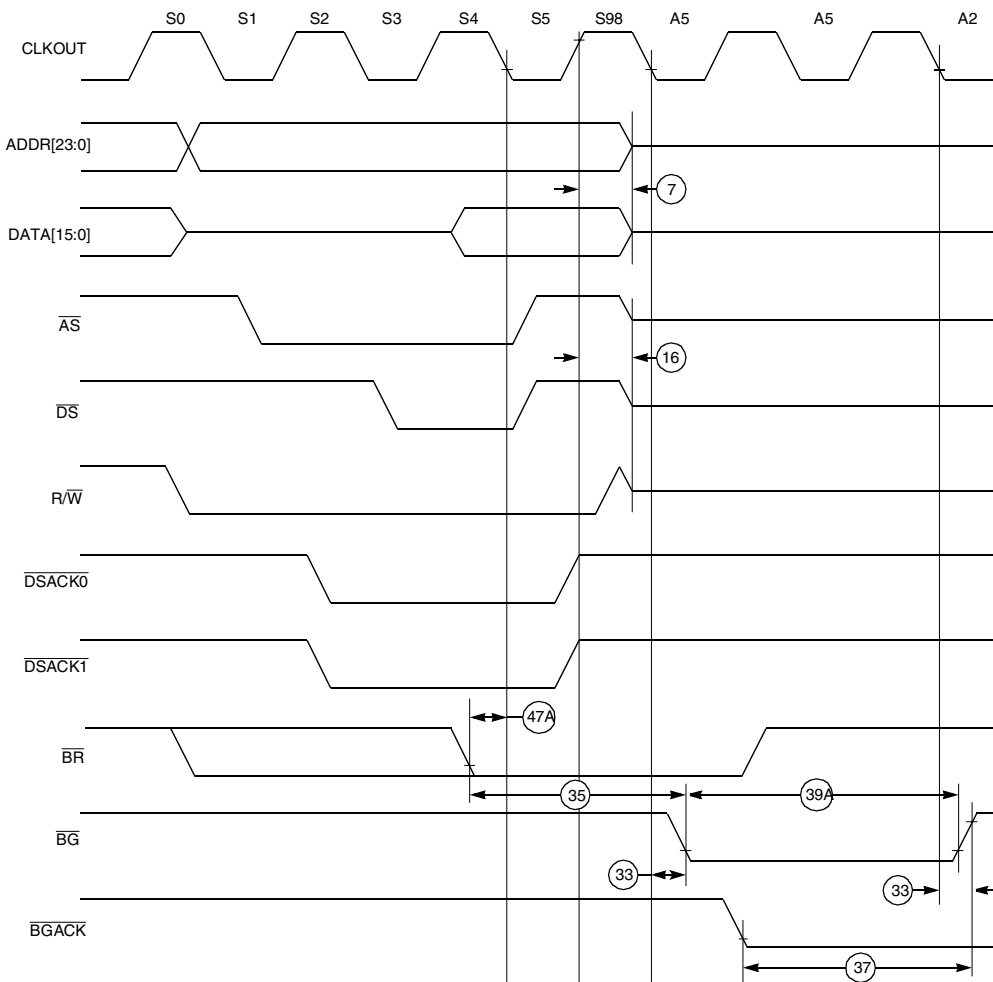 S0 S1 S2 S3 S4 S5 S98 A5 A5 A2
CLKOUT
ADDR[23:0]
7
DATA[15:0]
AS
16
DS
R/W
DSACK0
DSACK1
47A
BR
35 39A
BG
33 33
BGACK
37